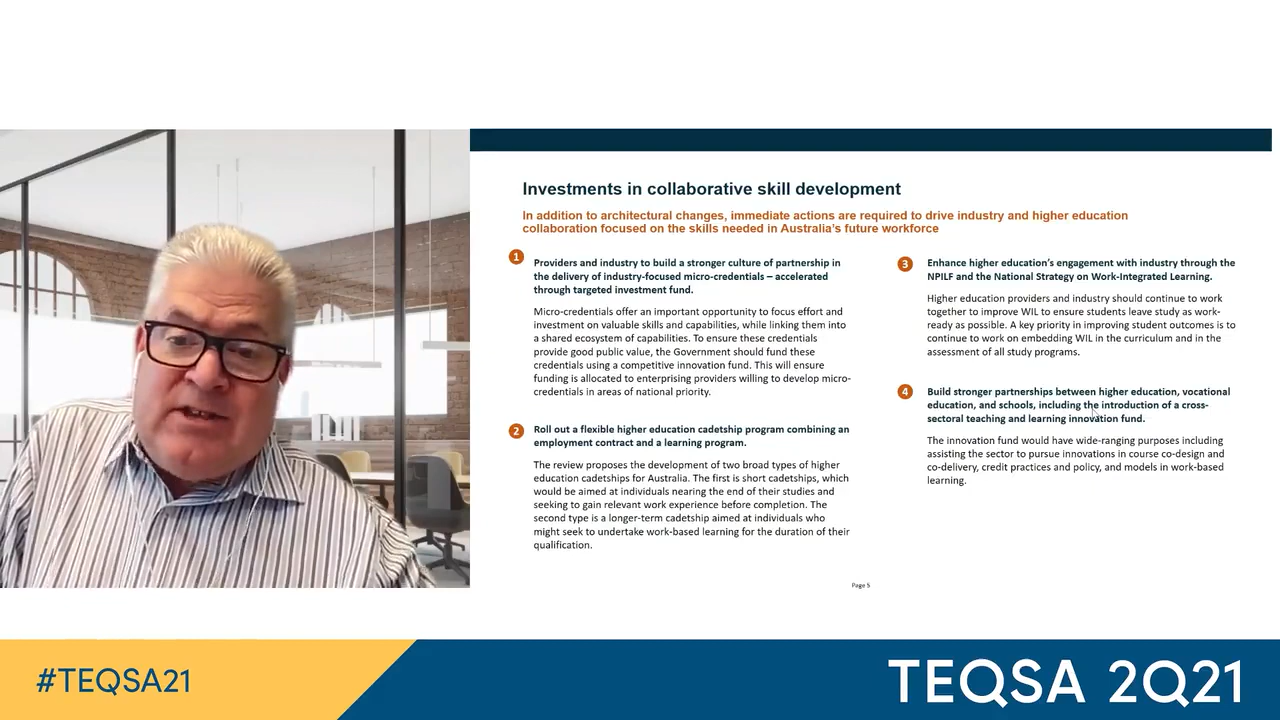 Investments in collaborative skill development
In addition to architectural changes, immediate actions are required to drive industry and higher education
collaboration focused on the skills needed in Australia's future workforce
1
Providers and industry to build a stronger culture of partnership in
the delivery of industry-focused micro-credentials – accelerated
through targeted investment fund.
Micro-credentials offer an important opportunity to focus effort and
investment on valuable skills and capabilities, while linking them into
a shared ecosystem of capabilities. To ensure these credentials
provide good public value, the Government should fund these
credentials using a competitive innovation fund. This will ensure
funding is allocated to enterprising providers willing to develop micro-
credentials in areas of national priority.
2
Roll out a flexible higher education cadetship program combining an
employment contract and a learning program.
The review proposes the development of two broad types of higher
education cadetships for Australia. The first is short cadetships, which
would be aimed at individuals nearing the end of their studies and
seeking to gain relevant work experience before completion. The
second type is a longer-term cadetship aimed at individuals who
might seek to undertake work-based learning for the duration of their
qualification.
3
Enhance higher education's engagement with industry through the
NPILF and the National Strategy on Work-Integrated Learning.
Higher education providers and industry should continue to work
together to improve WIL to ensure students leave study as work-
ready as possible. A key priority in improving student outcomes is to
continue to work on embedding WIL in the curriculum and in the
assessment of all study programs.
4
Build stronger partnerships between higher education, vocational
education, and schools, including the introduction of a cross-
sectoral teaching and learning innovation fund.
The innovation fund would have wide-ranging purposes including
assisting the sector to pursue innovations in course co-design and
co-delivery, credit practices and policy, and models in work-based
learning.
Page 5
#TEQSA21
TEQSA 2Q21